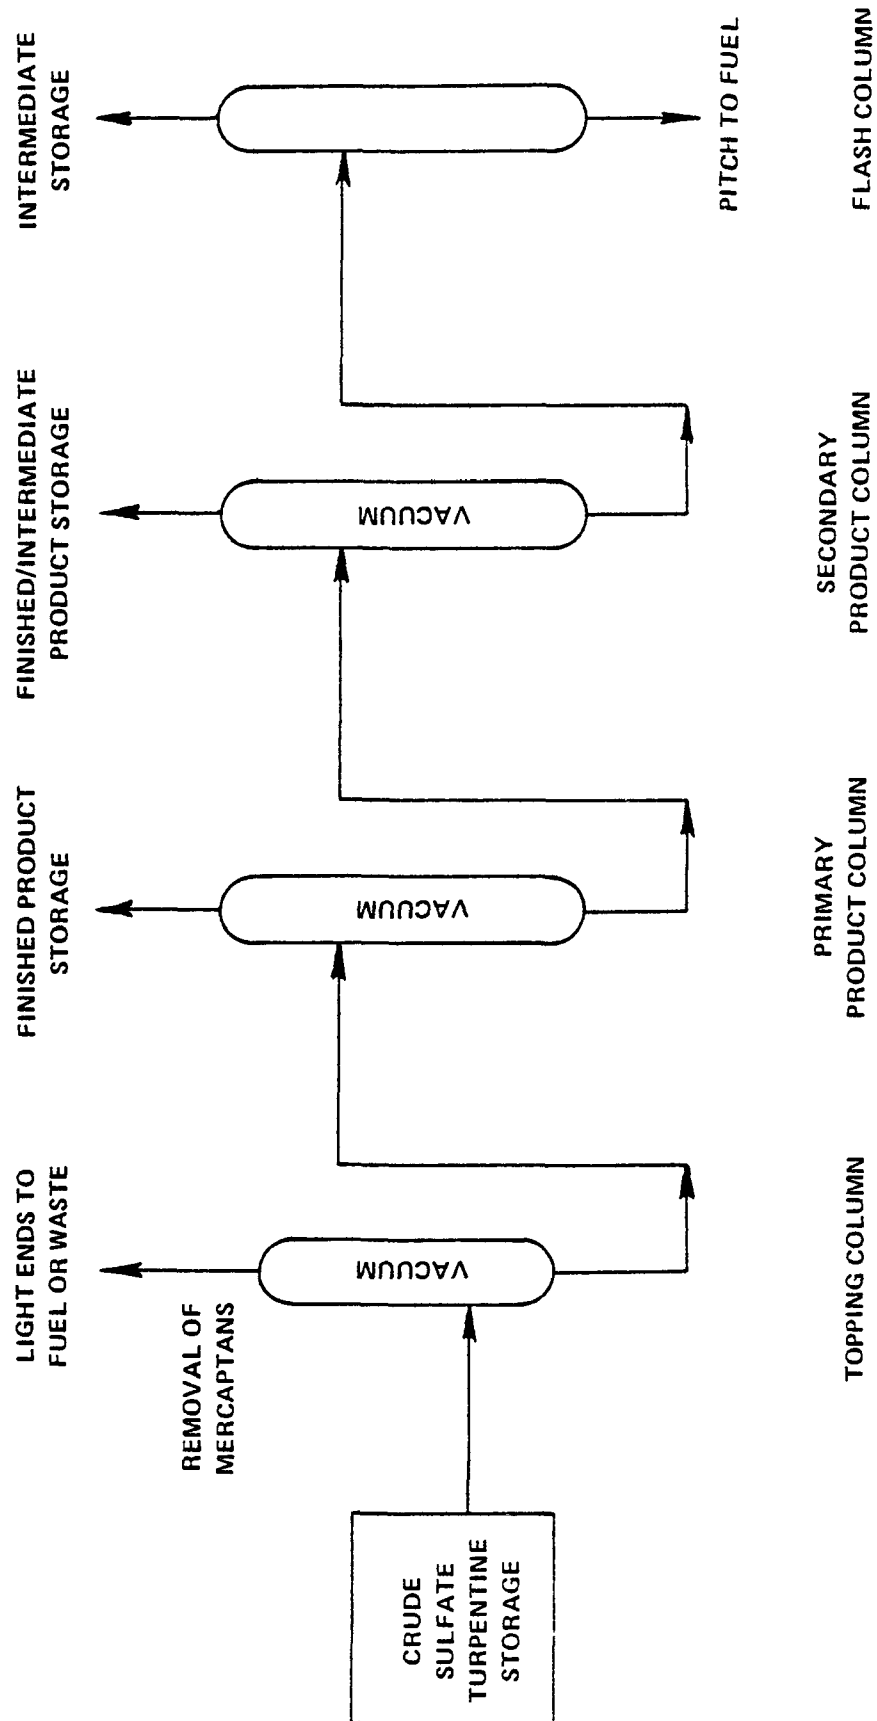 LIGHT ENDS TO
FUEL OR WASTE
FINISHED PRODUCT
STORAGE
FINISHED/INTERMEDIATE
PRODUCT STORAGE
INTERMEDIATE
STORAGE
REMOVAL OF
MERCAPTANS
CRUDE
SULFATE
TURPENTINE
STORAGE
VACUUM
VACUUM
VACUUM
PITCH TO FUEL
TOPPING COLUMN
PRIMARY
PRODUCT COLUMN
SECONDARY
PRODUCT COLUMN
FLASH COLUMN